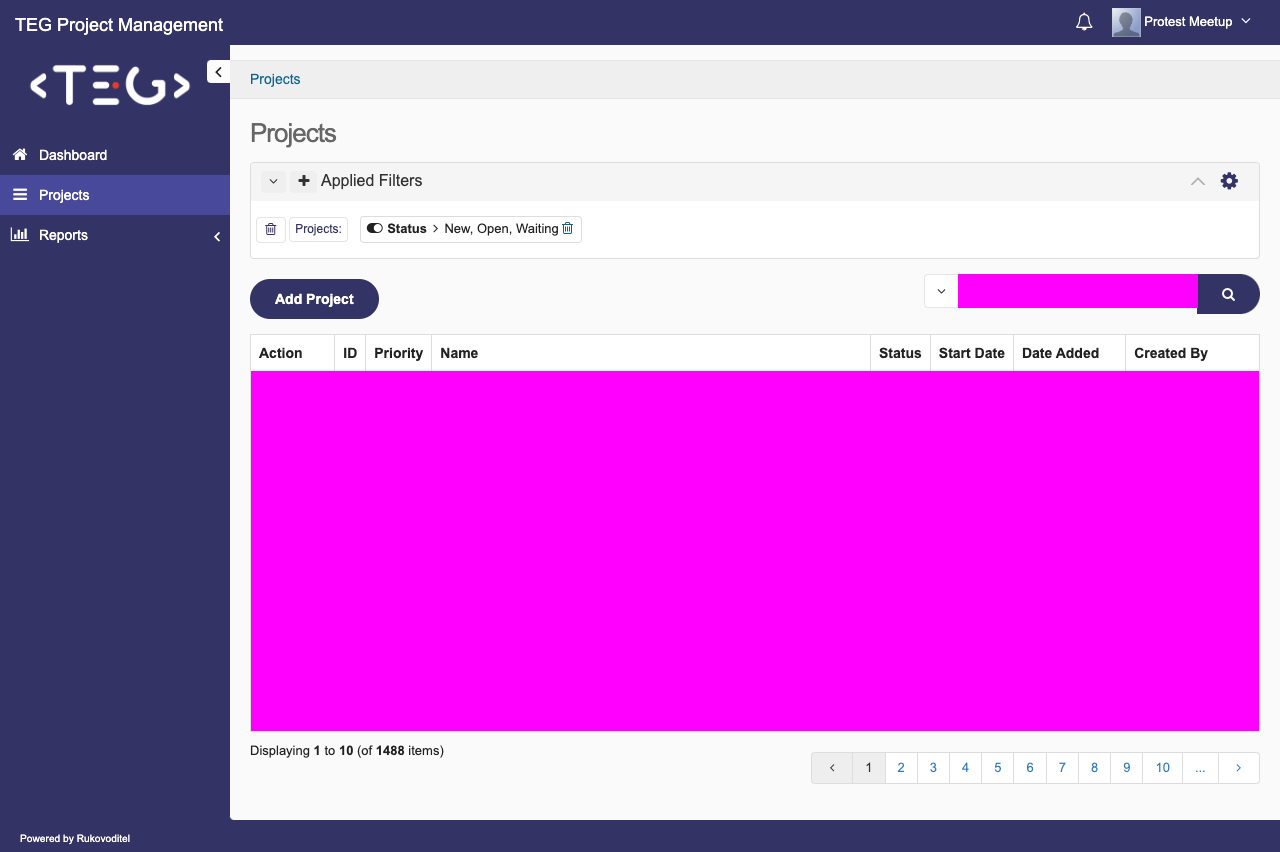 TEG Project Management
Protest Meetup
<TEG>
Projects
Dashboard
Projects
Reports
Projects
Applied Filters
Projects:
Status > New, Open, Waiting
Add Project
Action ID Priority Name Status Start Date Date Added Created By
Displaying 1 to 10 (of 1488 items)
1 2 3 4 5 6 7 8 9 10 ...
Powered by Rukovoditel